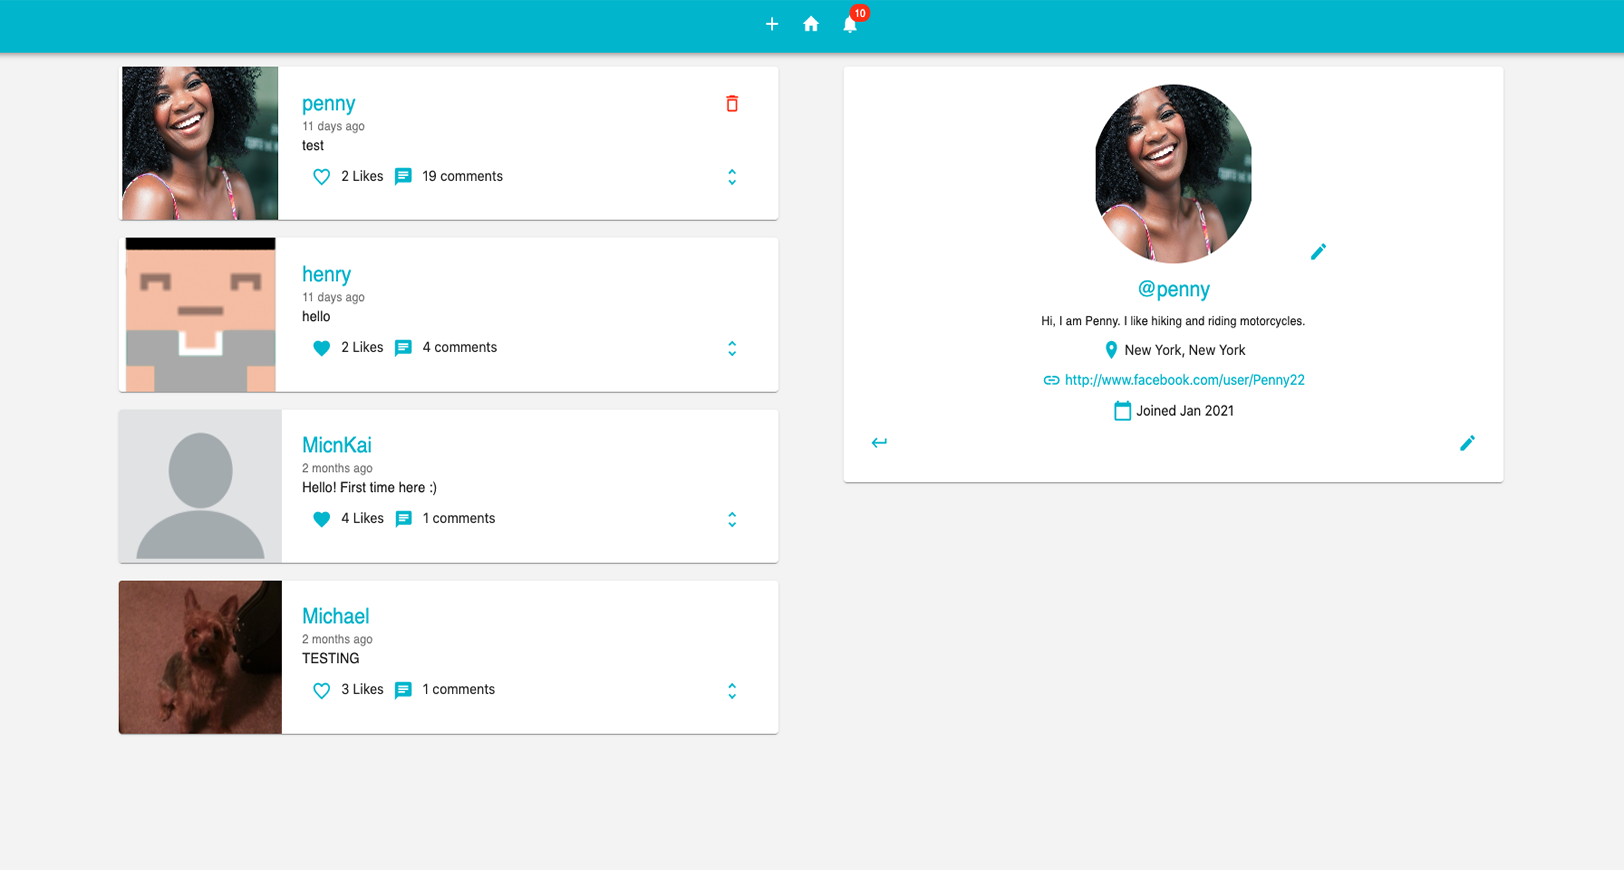 10
penny
11 days ago
test
2 Likes 19 comments
henry
11 days ago
hello
2 Likes 4 comments
MicnKai
2 months ago
Hello! First time here :)
4 Likes 1 comments
Michael
2 months ago
TESTING
3 Likes 1 comments
@penny
Hi, I am Penny. I like hiking and riding motorcycles.
New York, New York
http://www.facebook.com/user/Penny22
Joined Jan 2021